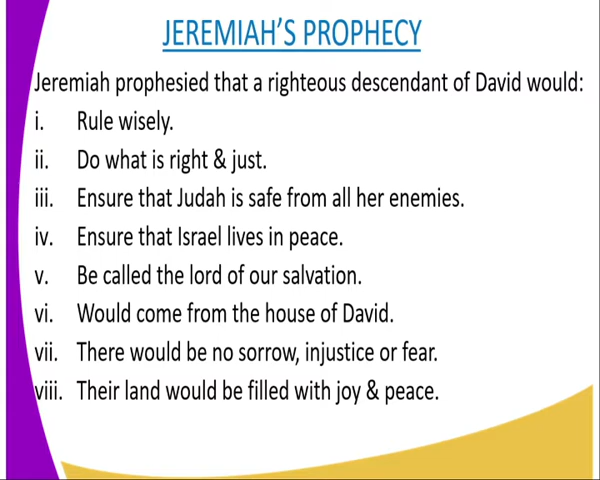 JEREMIAH'S PROPHECY
Jeremiah prophesied that a righteous descendant of David would:
i. Rule wisely.
ii. Do what is right & just.
iii. Ensure that Judah is safe from all her enemies.
iv. Ensure that Israel lives in peace.
v. Be called the lord of our salvation.
vi. Would come from the house of David.
vii. There would be no sorrow, injustice or fear.
viii. Their land would be filled with joy & peace.